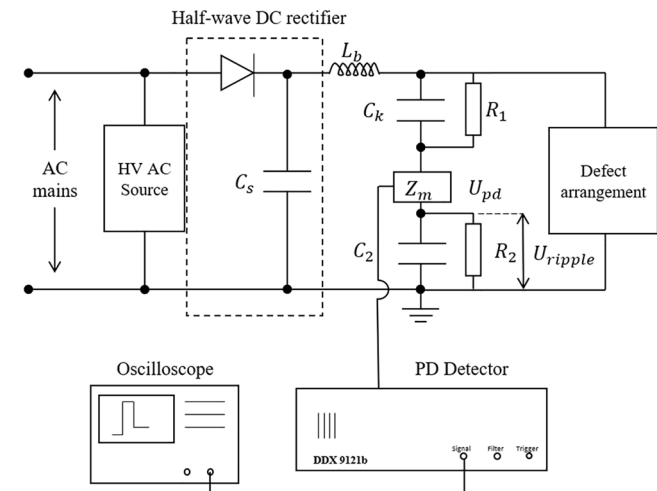 Half-wave DC rectifier
L_b
C_k
R_1
AC
mains
HV AC
Source
C_s
Z_m
U_pd
Defect
arrangement
C_2
R_2
U_ripple
Oscilloscope
PD Detector
Signal
Filter
Trigger
DDX 9121b